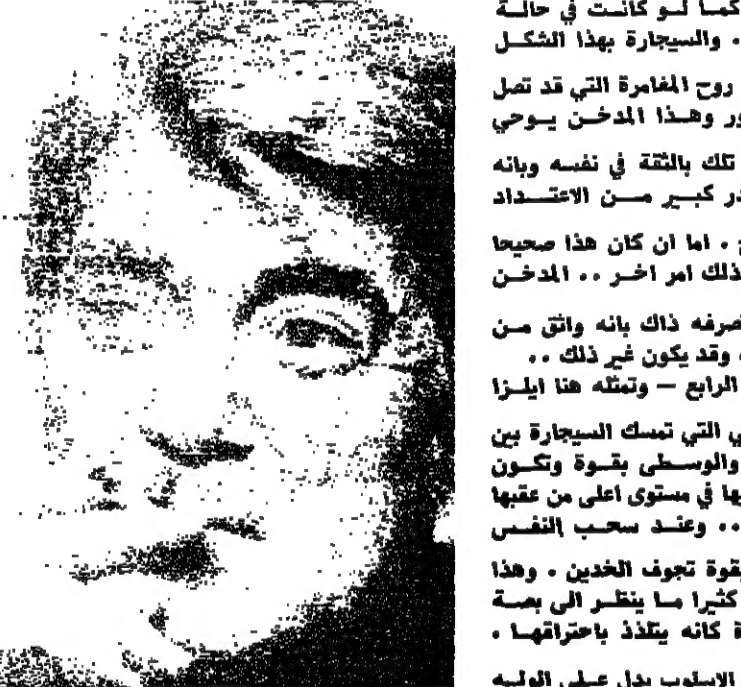 كما لو كانت في حالة
. والسيجارة بهذا الشكل
روح المغامرة التي قد تصل
ور وهذا المدخن يوحي
تلك بالثقة في نفسه وبانه
در كبير من الاعتداد
. اما ان كان هذا صحيحا
ذلك امر اخر .. المدخن
صرفه ذاك بانه واثق من
وقد يكون غير ذلك ..
الرابع — وتمثله هنا ايلزا
ي التي تمسك السيجارة بين
والوسطى بقوة وتكون
ها في مستوى اعلى من عقبها
.. وعند سحب النفس
بقوة تجوف الخدين . وهذا
كثيرا ما ينظر الى بصة
ة كانه يتلذذ باحتراقها .
الاسلوب يدل على الوله